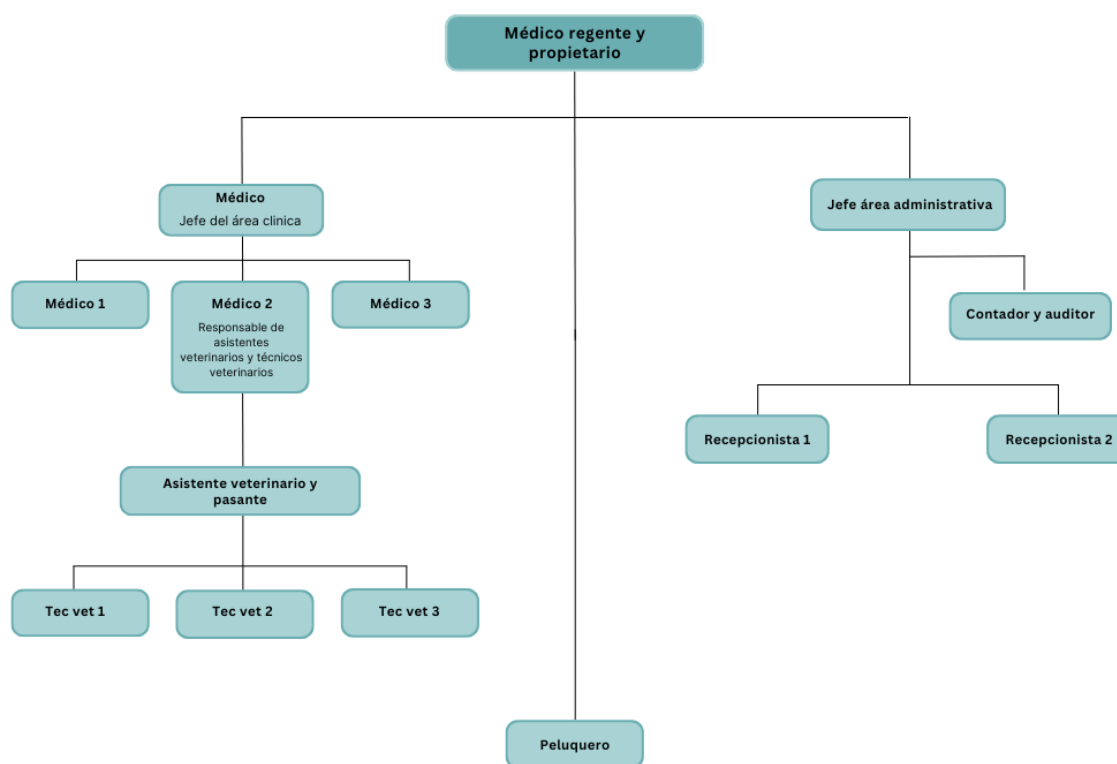 Médico regente y
propietario
Médico
Jefe del área clinica
Jefe área administrativa
Médico 1
Médico 2
Responsable de
asistentes
veterinarios y técnicos
veterinarios
Médico 3
Contador y auditor
Recepcionista 1
Recepcionista 2
Asistente veterinario y
pasante
Tec vet 1
Tec vet 2
Tec vet 3
Peluquero